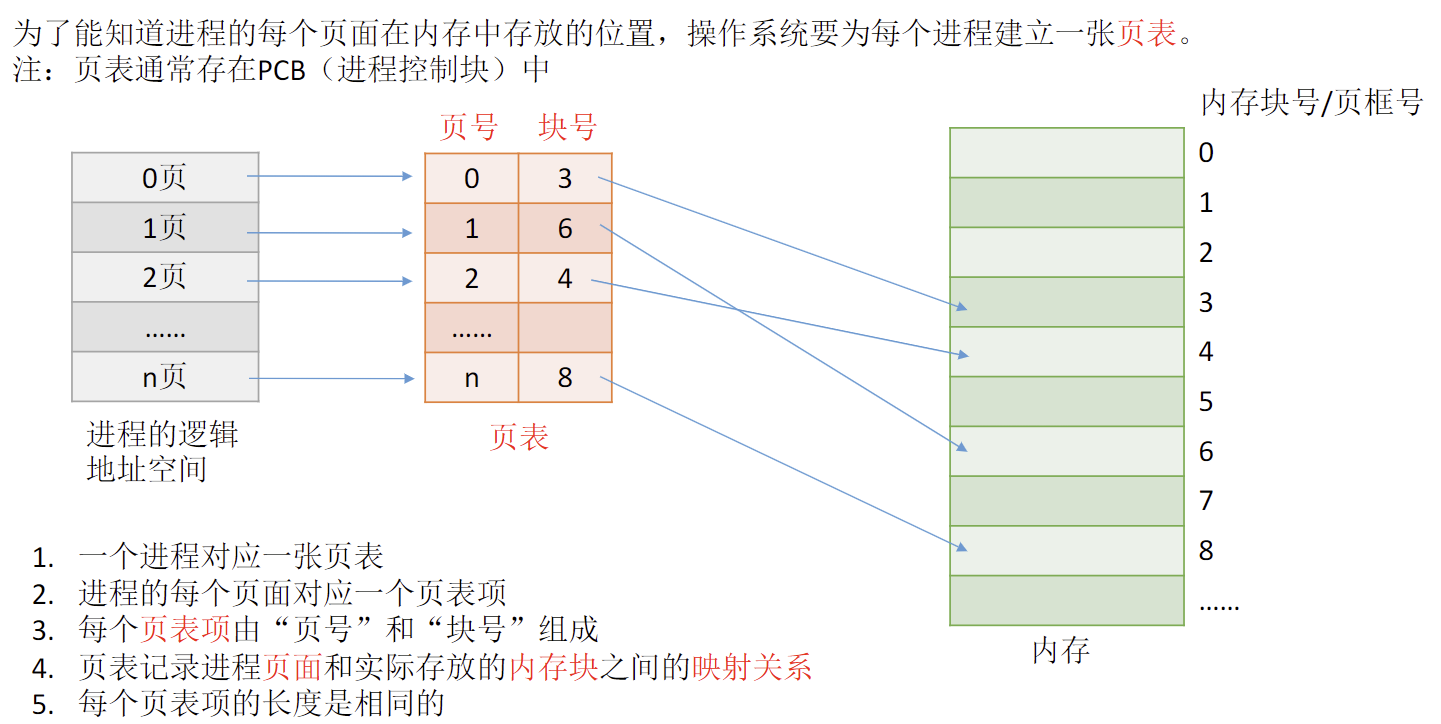 为了能知道进程的每个页面在内存中存放的位置，操作系统要为每个进程建立一张页表。
注：页表通常存在PCB（进程控制块）中
内存块号/页框号
页号 块号
0页 0 3 0
1页 1 6 1
2页 2 4 2
…… …… 3
n页 n 8 4
5
6
7
8
……
进程的逻辑
地址空间
页表
内存
1. 一个进程对应一张页表
2. 进程的每个页面对应一个页表项
3. 每个页表项由“页号”和“块号”组成
4. 页表记录进程页面和实际存放的内存块之间的映射关系
5. 每个页表项的长度是相同的